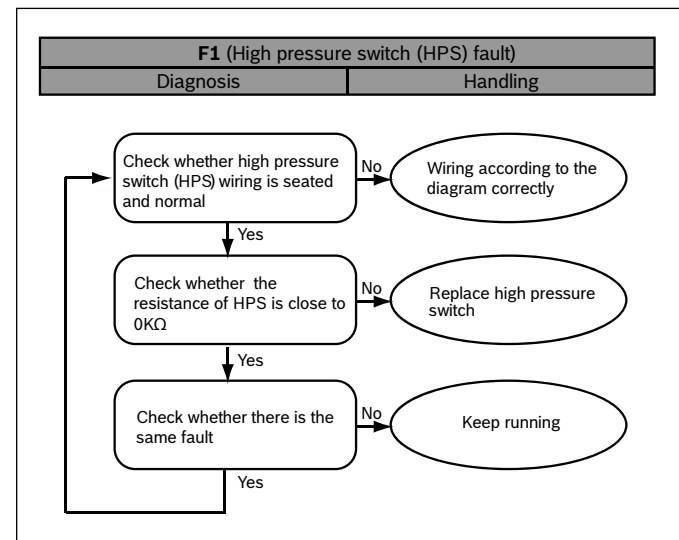 F1 (High pressure switch (HPS) fault)
Diagnosis
Handling
Check whether high pressure
switch (HPS) wiring is seated
and normal
No
Wiring according to the
diagram correctly
Yes
Check whether the
resistance of HPS is close to
0KΩ
No
Replace high pressure
switch
Yes
Check whether there is the
same fault
No
Keep running
Yes